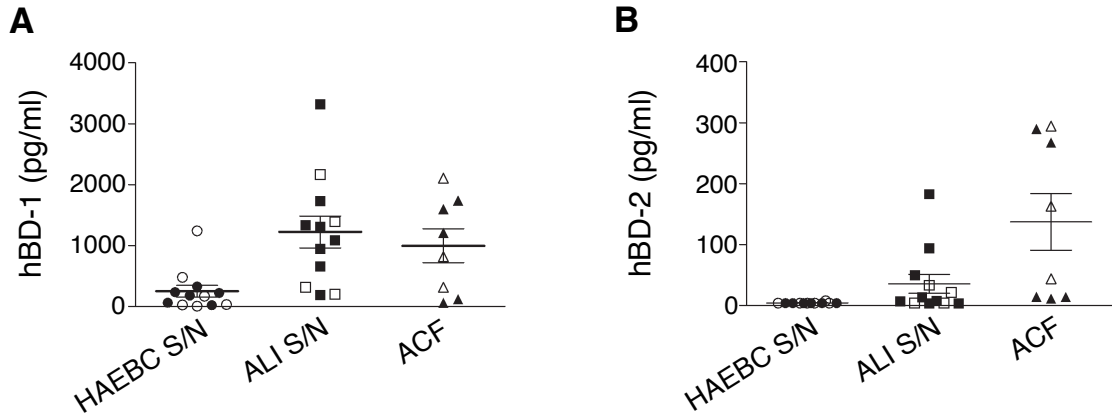 A
hBD-1 (pg/ml)
4000
3000
2000
1000
0
HAEBC S/N
ALI S/N
ACF
B
hBD-2 (pg/ml)
400
300
200
100
0
HAEBC S/N
ALI S/N
ACF